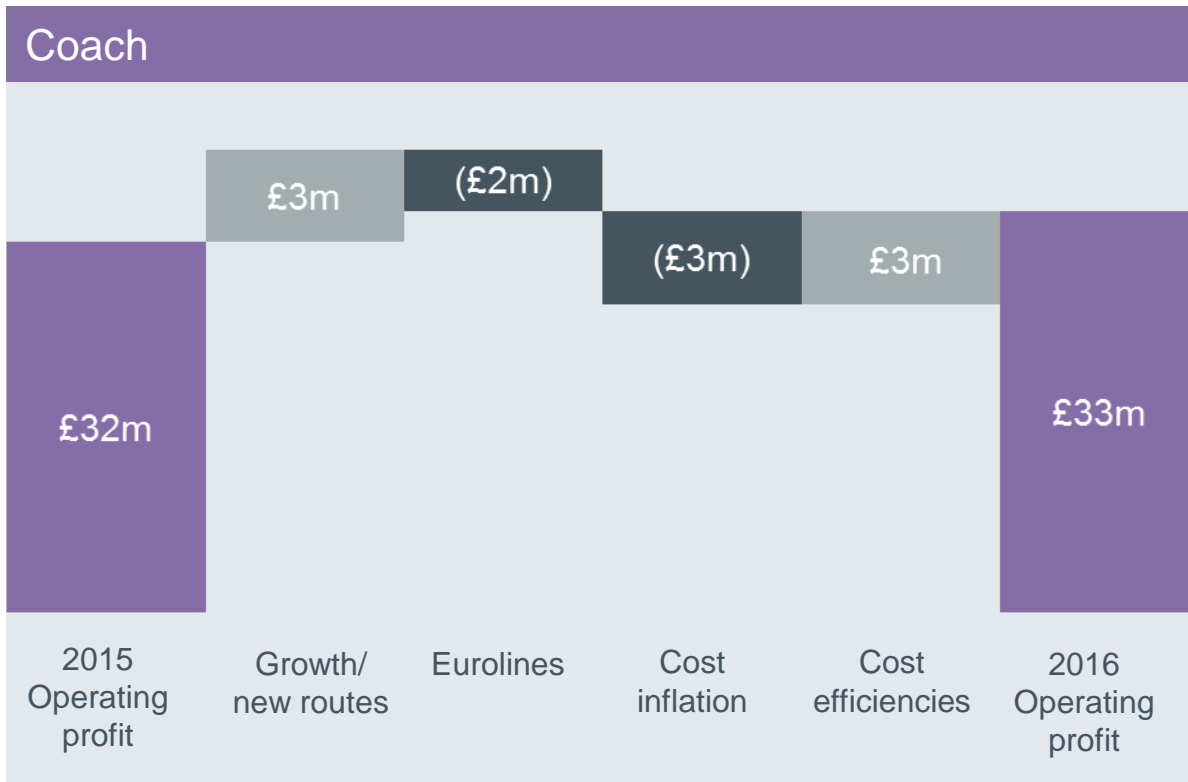 Coach
£3m
(£2m)
(£3m)
£3m
£32m
£33m
2015
Operating
profit
Growth/
new routes
Eurolines
Cost
inflation
Cost
efficiencies
2016
Operating
profit